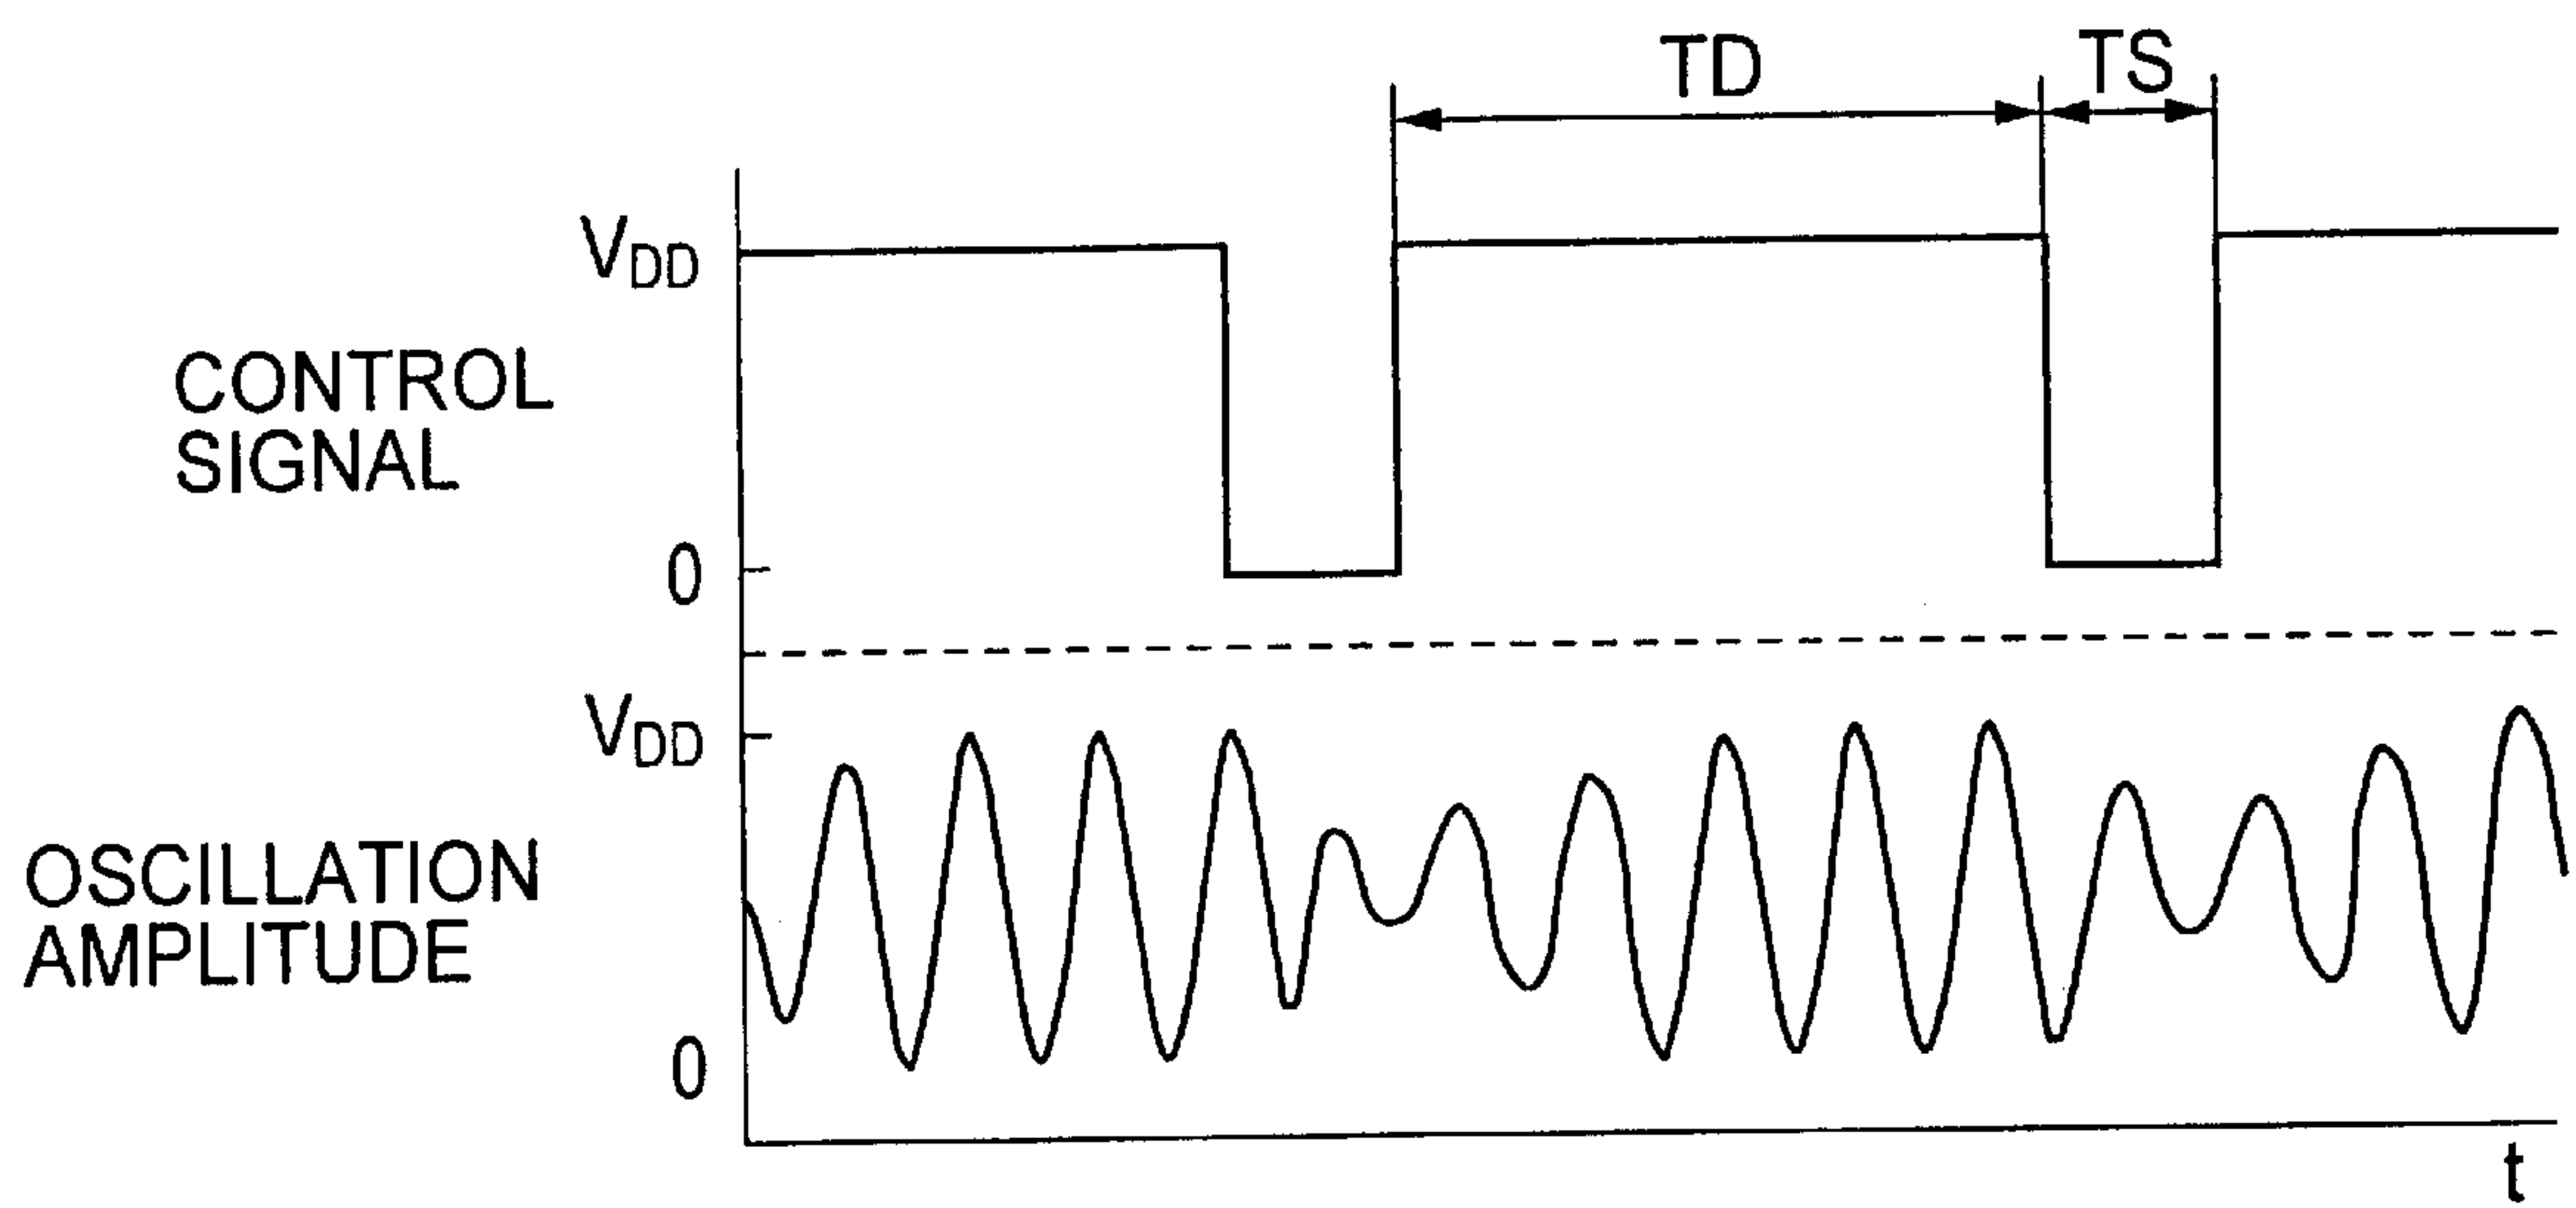 TD TS
VDD
CONTROL
SIGNAL
0
VDD
OSCILLATION
AMPLITUDE
0
t